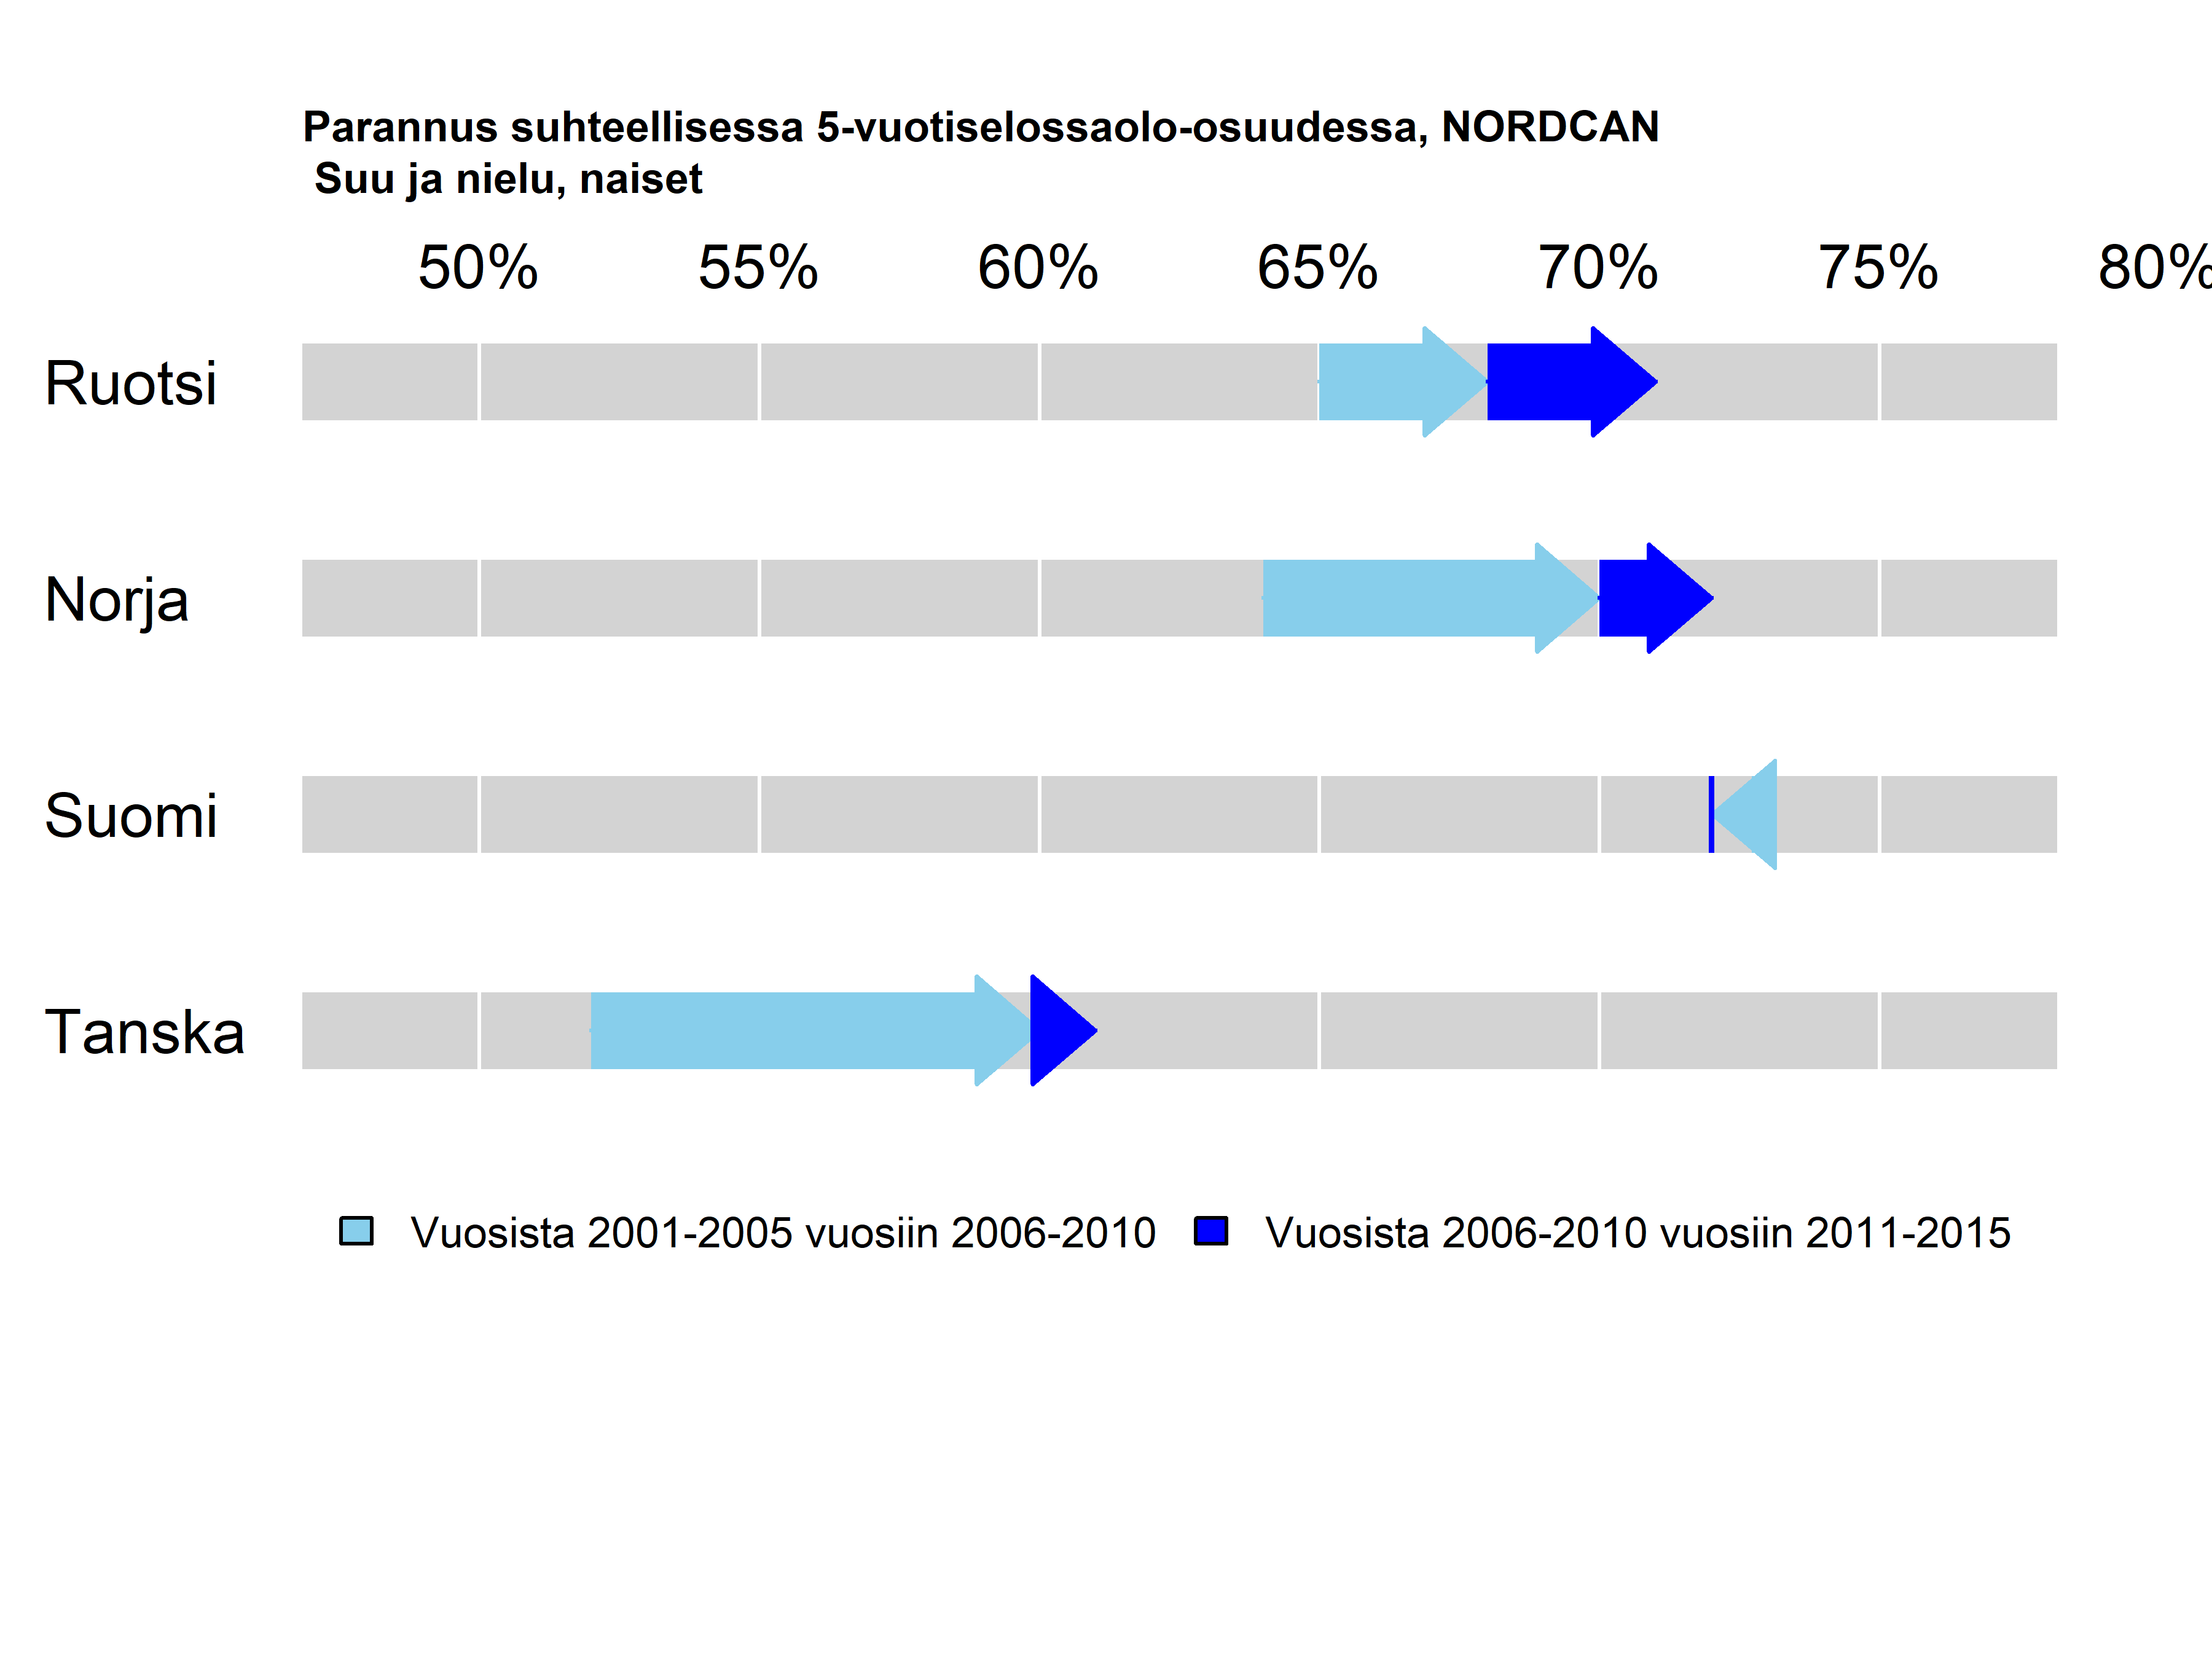 Parannus suhteellisessa 5-vuotiselossaolo-osuudessa, NORDCAN
Suu ja nielu, naiset
50% 55% 60% 65% 70% 75% 80%
Ruotsi
Norja
Suomi
Tanska
Vuosista 2001-2005 vuosiin 2006-2010 Vuosista 2006-2010 vuosiin 2011-2015